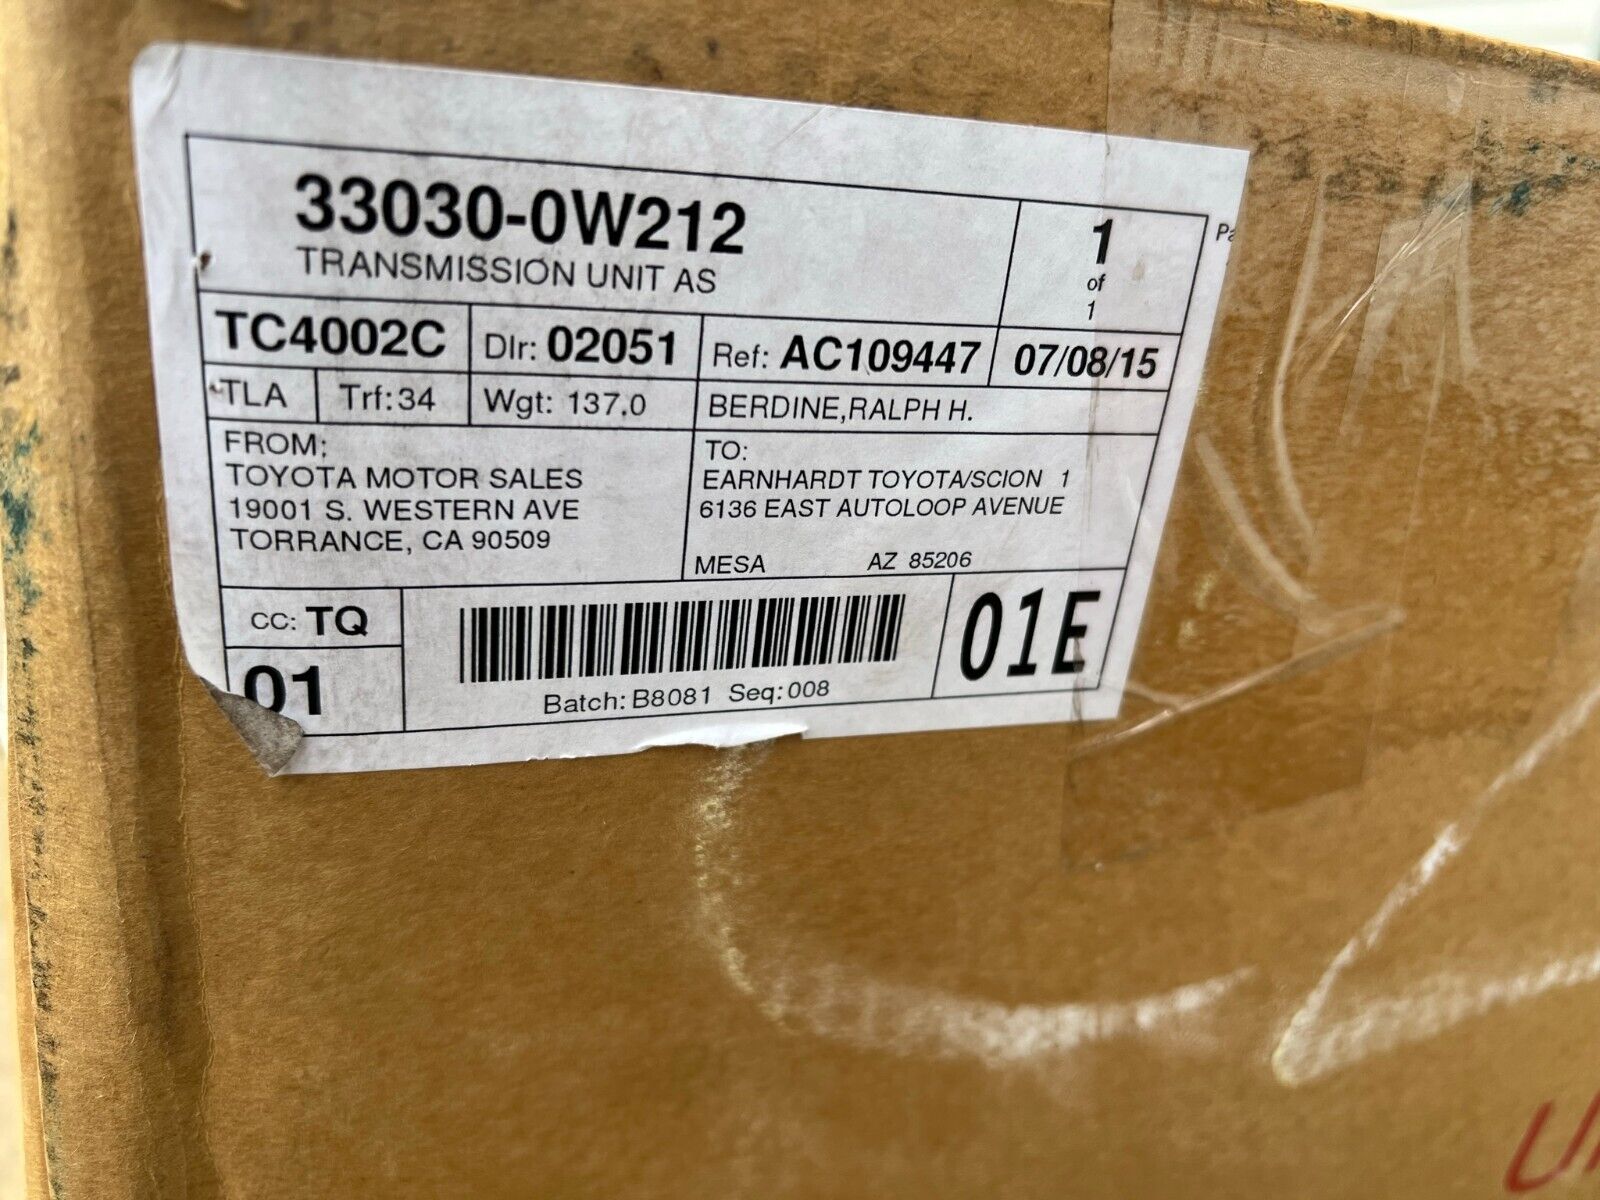 33030-0W212
TRANSMISSION UNIT AS
1
of
1
TC4002C
Dlr: 02051
Ref: AC109447
07/08/15
TLA
Trf: 34
Wgt: 137.0
BERDINE,RALPH H.
FROM:
TOYOTA MOTOR SALES
19001 S. WESTERN AVE
TORRANCE, CA 90509
TO:
EARNHARDT TOYOTA/SCION 1
6136 EAST AUTOLOOP AVENUE
MESA AZ 85206
CC: TQ
01
Batch: B8081 Seq: 008
01E